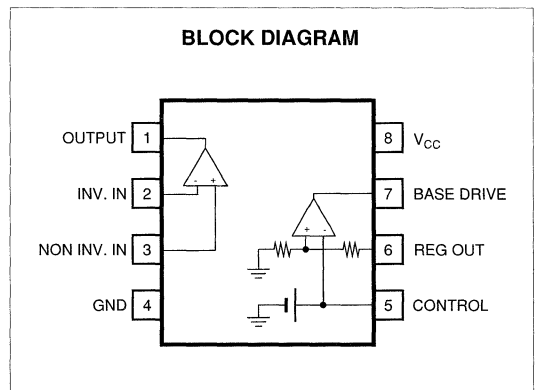 BLOCK DIAGRAM
OUTPUT 1
INV. IN 2
NON INV. IN 3
GND 4
8 VCC
7 BASE DRIVE
6 REG OUT
5 CONTROL
- +
+ -